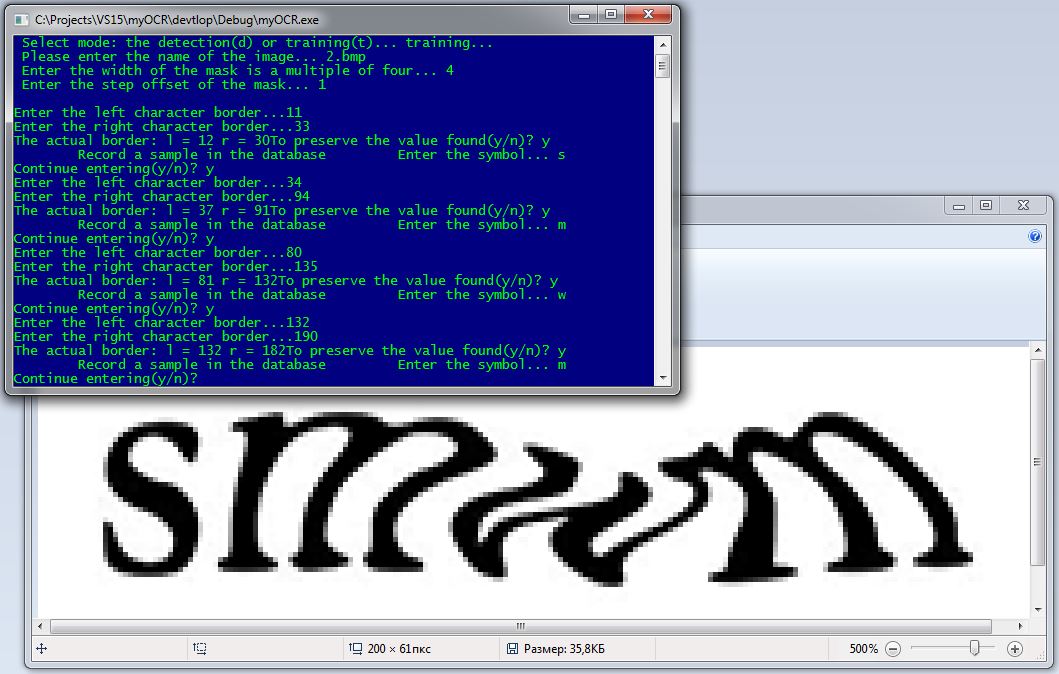 C:\Projects\VS15\myOCR\devtlop\Debug\myOCR.exe
Select mode: the detection(d) or training(t)... training...
Please enter the name of the image... 2.bmp
Enter the width of the mask is a multiple of four... 4
Enter the step offset of the mask... 1
Enter the left character border...11
Enter the right character border...33
The actual border: l = 12 r = 30To preserve the value found(y/n)? y
Record a sample in the database Enter the symbol... s
Continue entering(y/n)? y
Enter the left character border...34
Enter the right character border...94
The actual border: l = 37 r = 91To preserve the value found(y/n)? y
Record a sample in the database Enter the symbol... m
Continue entering(y/n)? y
Enter the left character border...80
Enter the right character border...135
The actual border: l = 81 r = 132To preserve the value found(y/n)? y
Record a sample in the database Enter the symbol... w
Continue entering(y/n)? y
Enter the left character border...132
Enter the right character border...190
The actual border: l = 132 r = 182To preserve the value found(y/n)? y
Record a sample in the database Enter the symbol... m
Continue entering(y/n)?
smwm
200 × 61пкс
Размер: 35,8КБ
500%